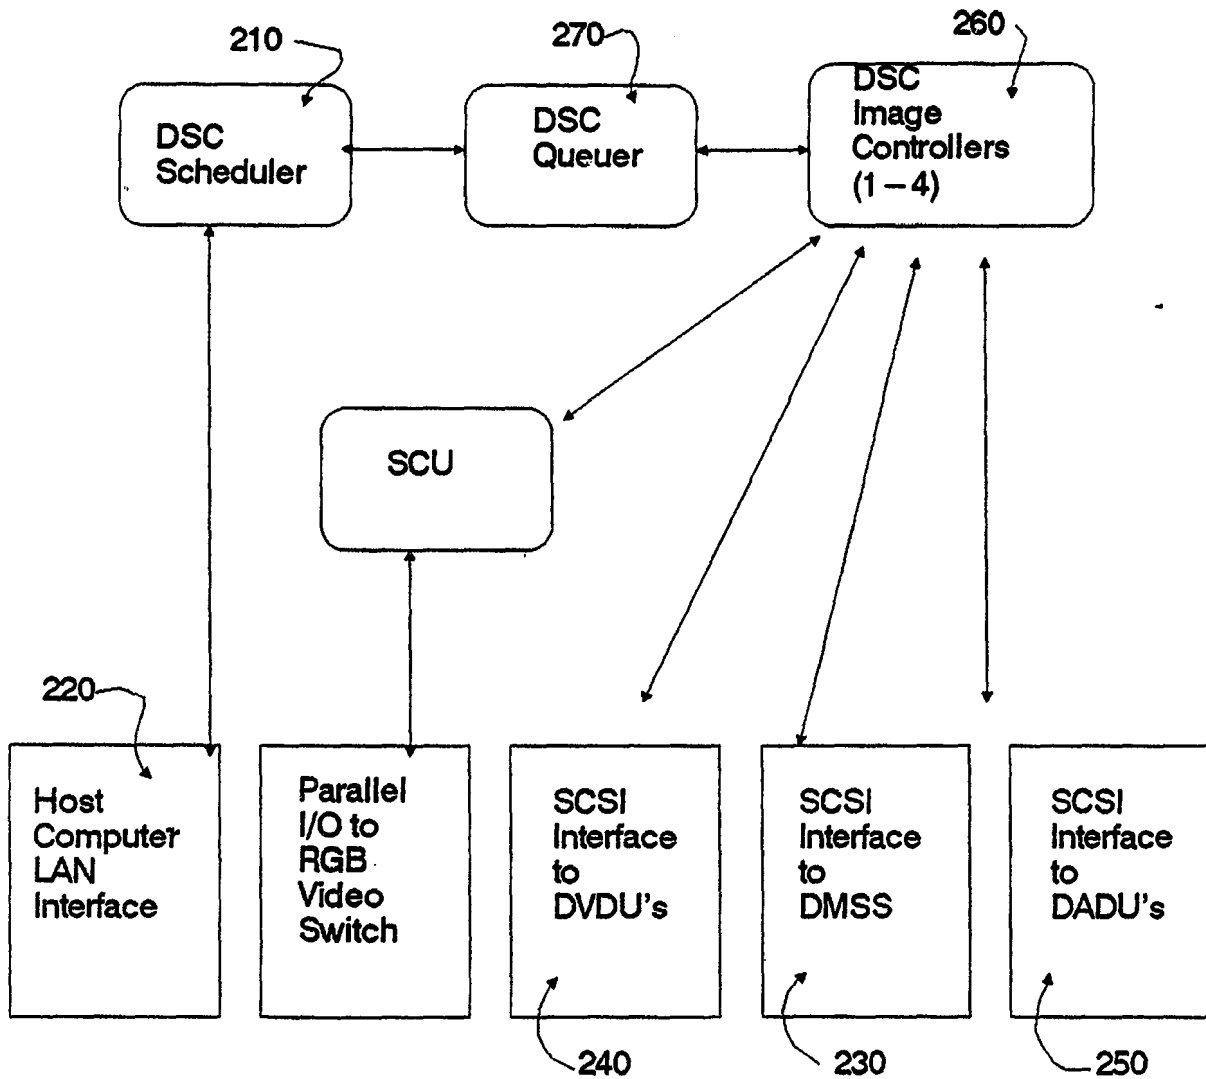 210
270
260
DSC
Scheduler
DSC
Queuer
DSC
Image
Controllers
(1 – 4)
SCU
220
Host
Computer
LAN
Interface
Parallel
I/O to
RGB
Video
Switch
SCSI
Interface
to
DVDU's
SCSI
Interface
to
DMSS
SCSI
Interface
to
DADU's
240
230
250